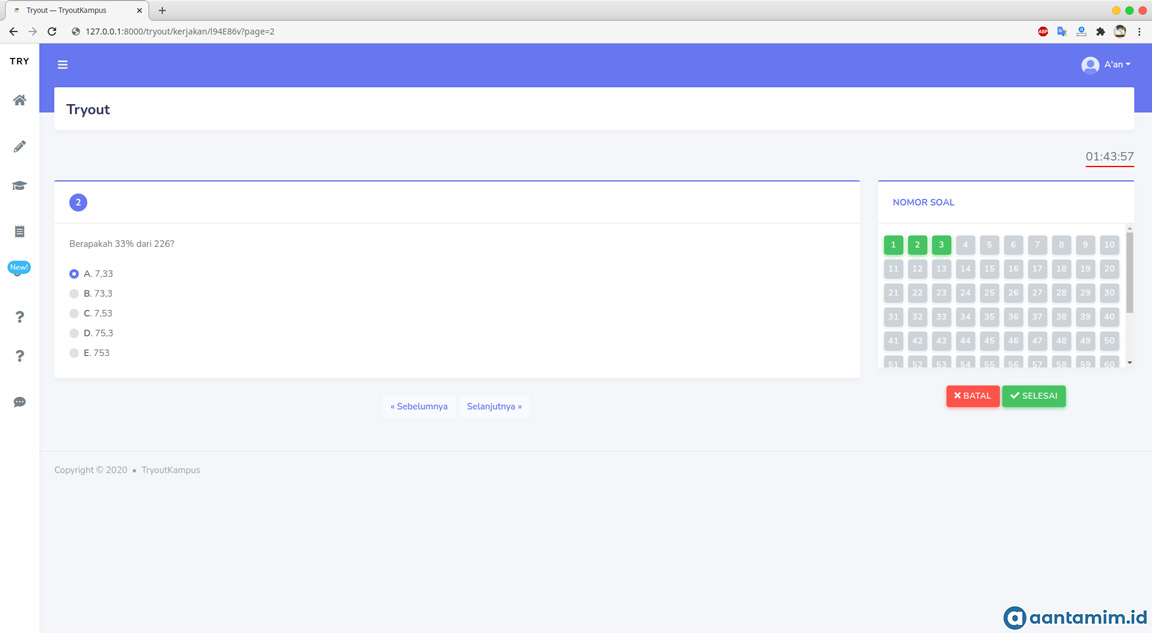 Tryout — TryoutKampus
127.0.0.1:8000/tryout/kerjakan/l94E86v?page=2
ABP
TRY
A'an
Tryout
01:43:57
2
NOMOR SOAL
Berapakah 33% dari 226?
A. 7,33
B. 73,3
C. 7,53
D. 75,3
E. 753
1 2 3 4 5 6 7 8 9 10
11 12 13 14 15 16 17 18 19 20
21 22 23 24 25 26 27 28 29 30
31 32 33 34 35 36 37 38 39 40
41 42 43 44 45 46 47 48 49 50
51 52 53 54 55 56 57 58 59 60
New!
?
?
BATAL
SELESAI
« Sebelumnya
Selanjutnya »
Copyright © 2020 • TryoutKampus
aantamim.id